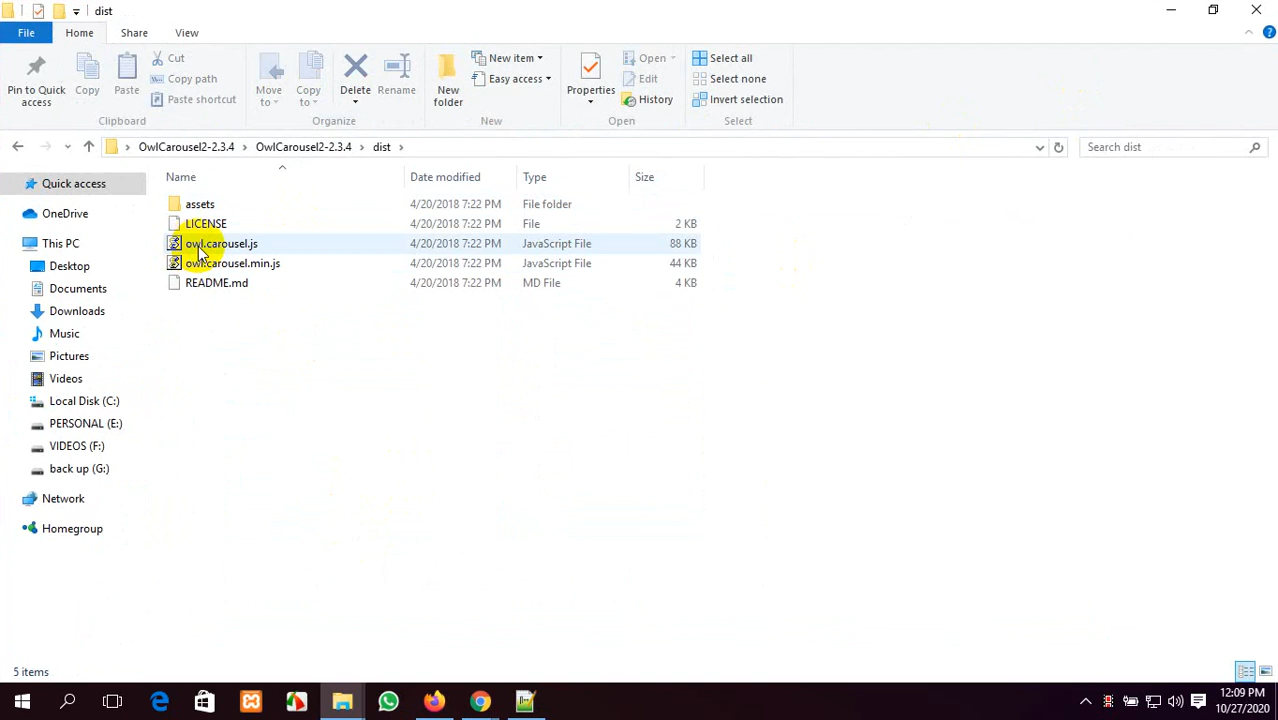 dist
File Home Share View
Pin to Quick access
Copy
Paste
Cut
Copy path
Paste shortcut
Clipboard
Move to
Copy to
Delete
Rename
Organize
New folder
New item
Easy access
New
Properties
Open
Edit
History
Open
Select all
Select none
Invert selection
Select
OwlCarousel2-2.3.4 OwlCarousel2-2.3.4 dist
Search dist
Quick access
OneDrive
This PC
Desktop
Documents
Downloads
Music
Pictures
Videos
Local Disk (C:)
PERSONAL (E:)
VIDEOS (F:)
back up (G:)
Network
Homegroup
Name Date modified Type Size
assets 4/20/2018 7:22 PM File folder
LICENSE 4/20/2018 7:22 PM File 2 KB
owl.carousel.js 4/20/2018 7:22 PM JavaScript File 88 KB
owl.carousel.min.js 4/20/2018 7:22 PM JavaScript File 44 KB
README.md 4/20/2018 7:22 PM MD File 4 KB
5 items
12:09 PM
10/27/2020